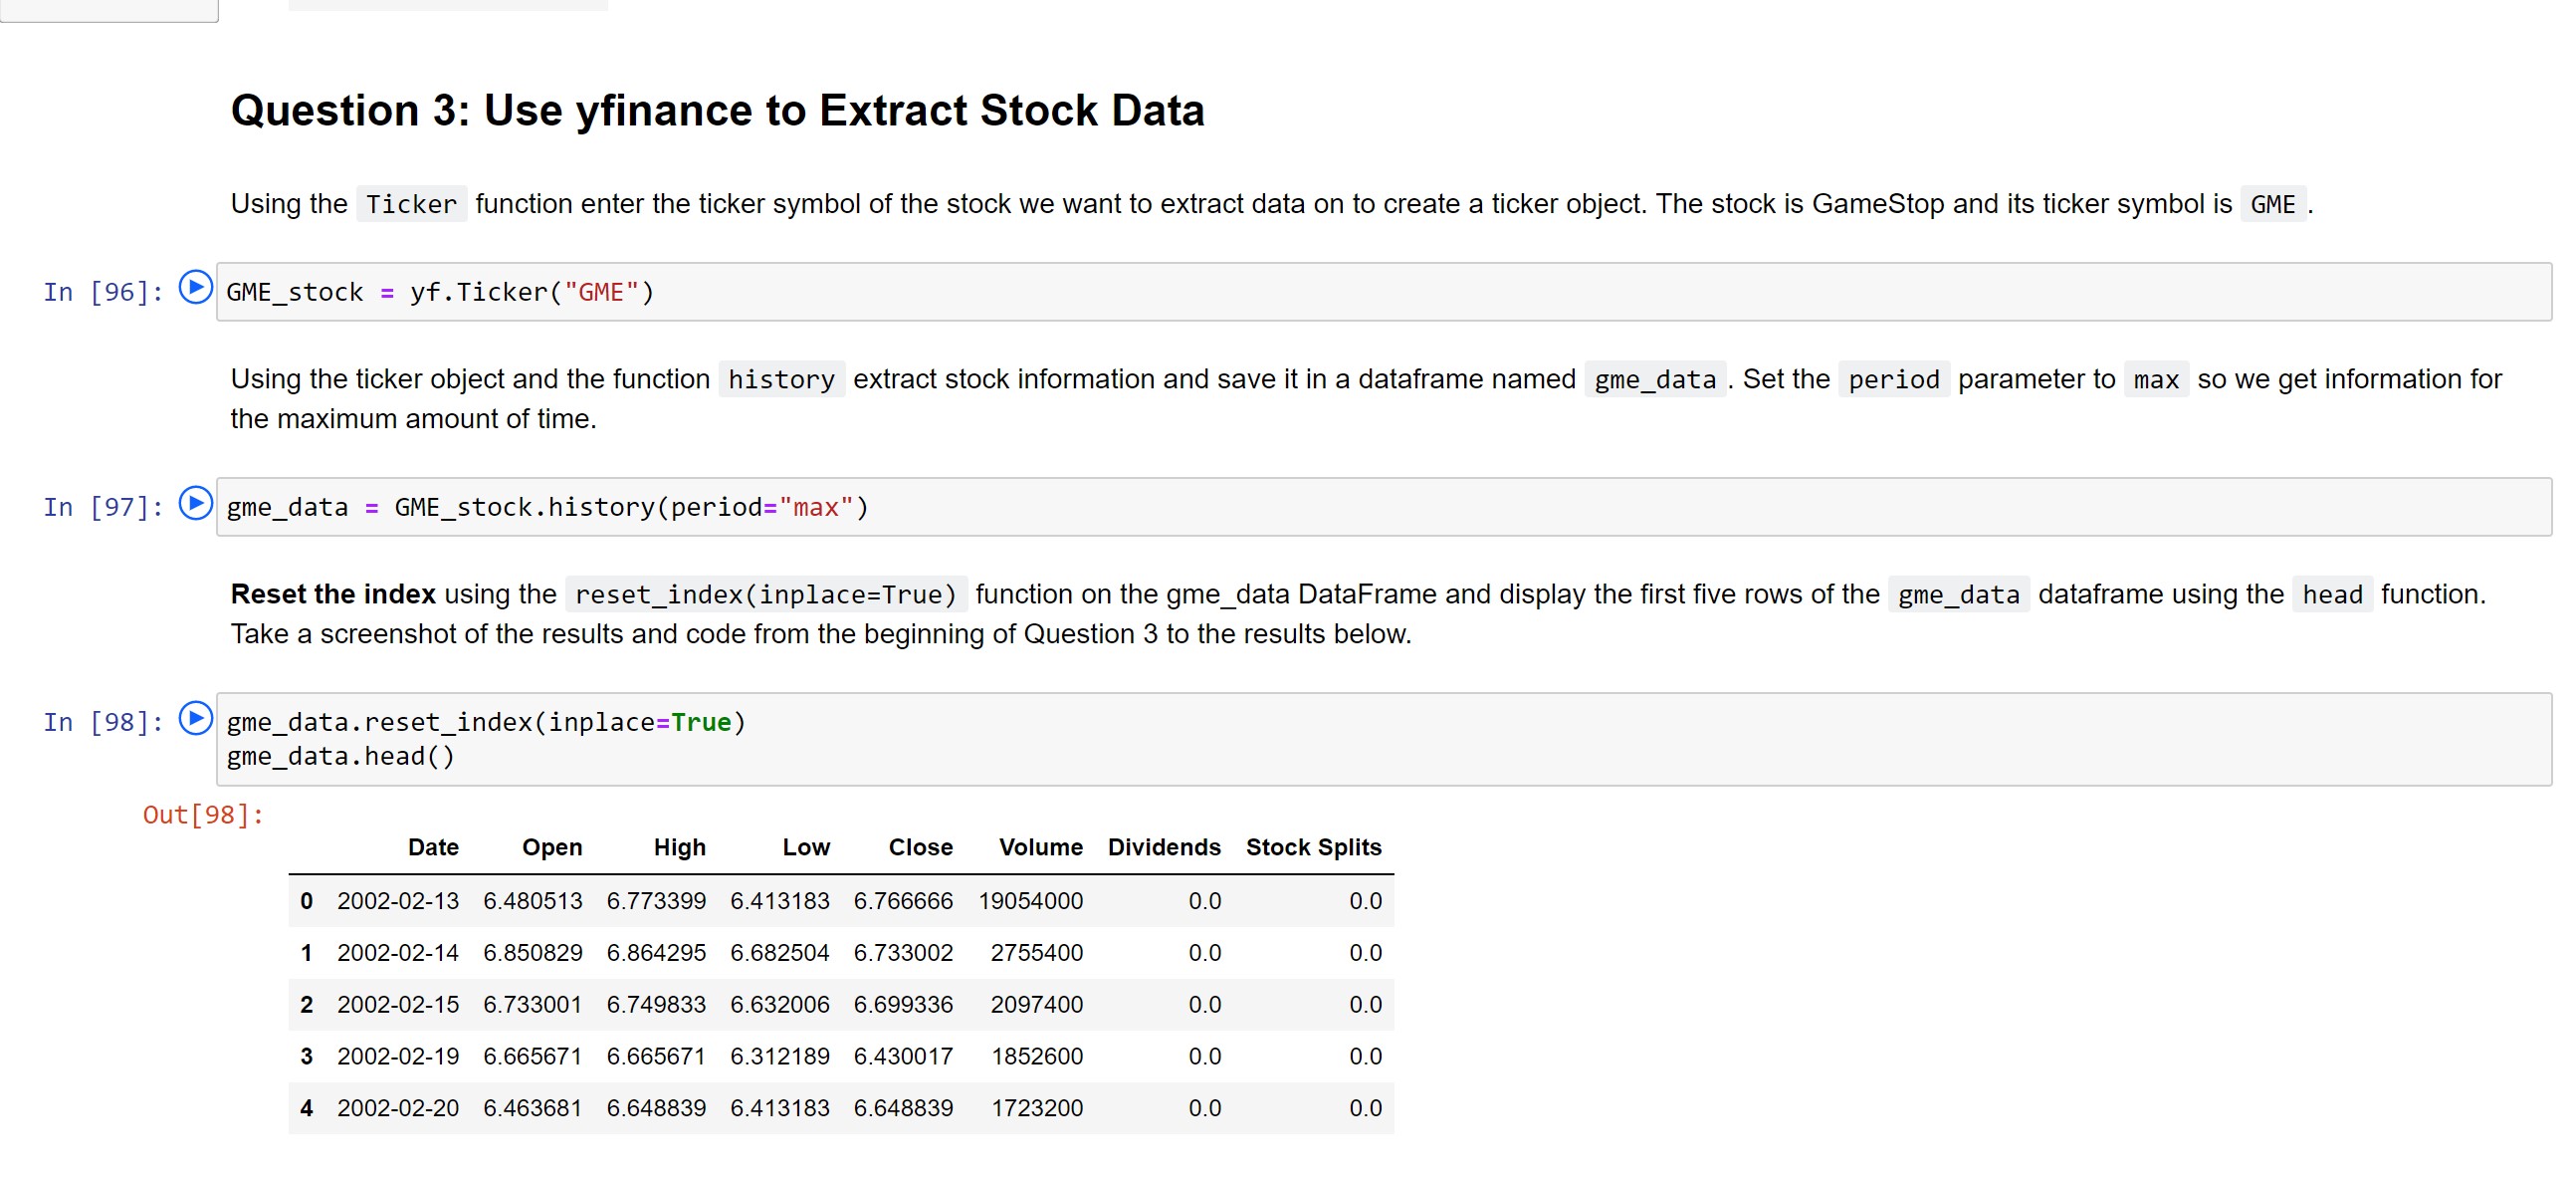 Question 3: Use yfinance to Extract Stock Data
Using the Ticker function enter the ticker symbol of the stock we want to extract data on to create a ticker object. The stock is GameStop and its ticker symbol is GME .
In [96]: GME_stock = yf.Ticker("GME")
Using the ticker object and the function history extract stock information and save it in a dataframe named gme_data . Set the period parameter to max so we get information for
the maximum amount of time.
In [97]: gme_data = GME_stock.history(period="max")
Reset the index using the reset_index(inplace=True) function on the gme_data DataFrame and display the first five rows of the gme_data dataframe using the head function.
Take a screenshot of the results and code from the beginning of Question 3 to the results below.
In [98]: gme_data.reset_index(inplace=True)
gme_data.head()
Out[98]:
Date Open High Low Close Volume Dividends Stock Splits
0 2002-02-13 6.480513 6.773399 6.413183 6.766666 19054000 0.0 0.0
1 2002-02-14 6.850829 6.864295 6.682504 6.733002 2755400 0.0 0.0
2 2002-02-15 6.733001 6.749833 6.632006 6.699336 2097400 0.0 0.0
3 2002-02-19 6.665671 6.665671 6.312189 6.430017 1852600 0.0 0.0
4 2002-02-20 6.463681 6.648839 6.413183 6.648839 1723200 0.0 0.0